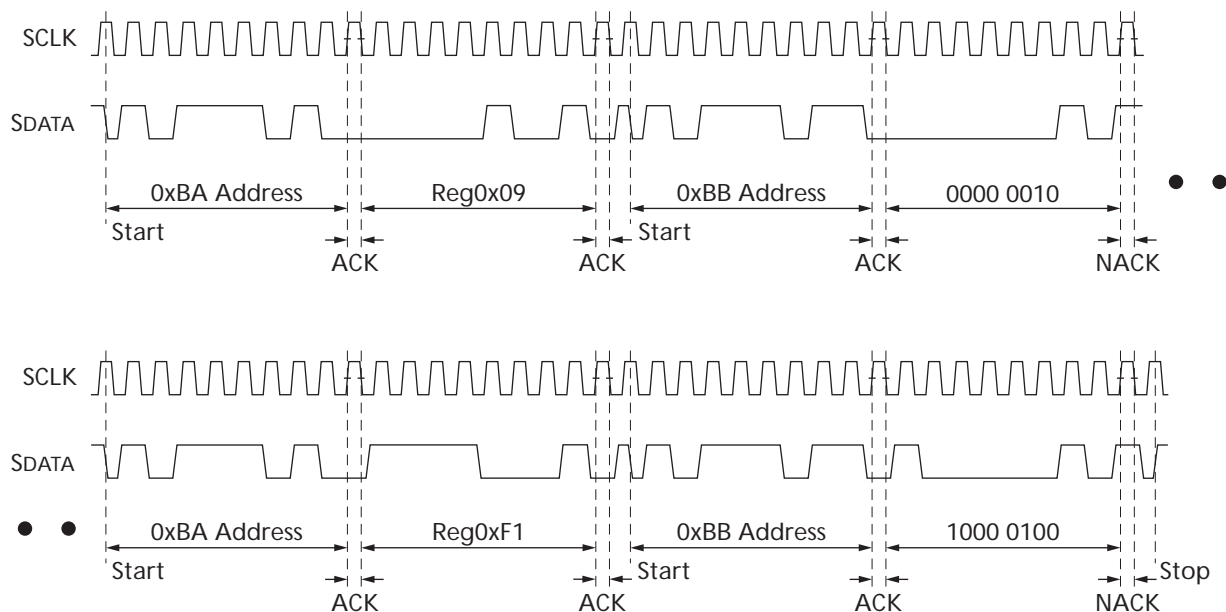 SCLK
SDATA
0xBA Address
Reg0x09
0xBB Address
0000 0010
Start
Start
ACK
ACK
ACK
NACK
SCLK
SDATA
0xBA Address
Reg0xF1
0xBB Address
1000 0100
Start
Start
Stop
ACK
ACK
ACK
NACK